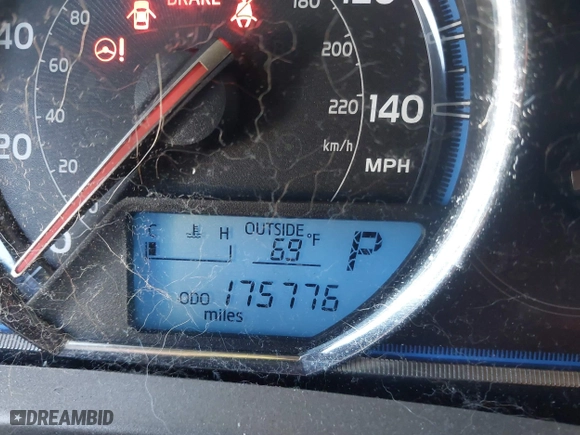 BRAKE
80
180
120
40
60
200
140
40
220
20
20
km/h
MPH
0
C H OUTSIDE
69 °F P
ODO 175776
miles
DREAMBID